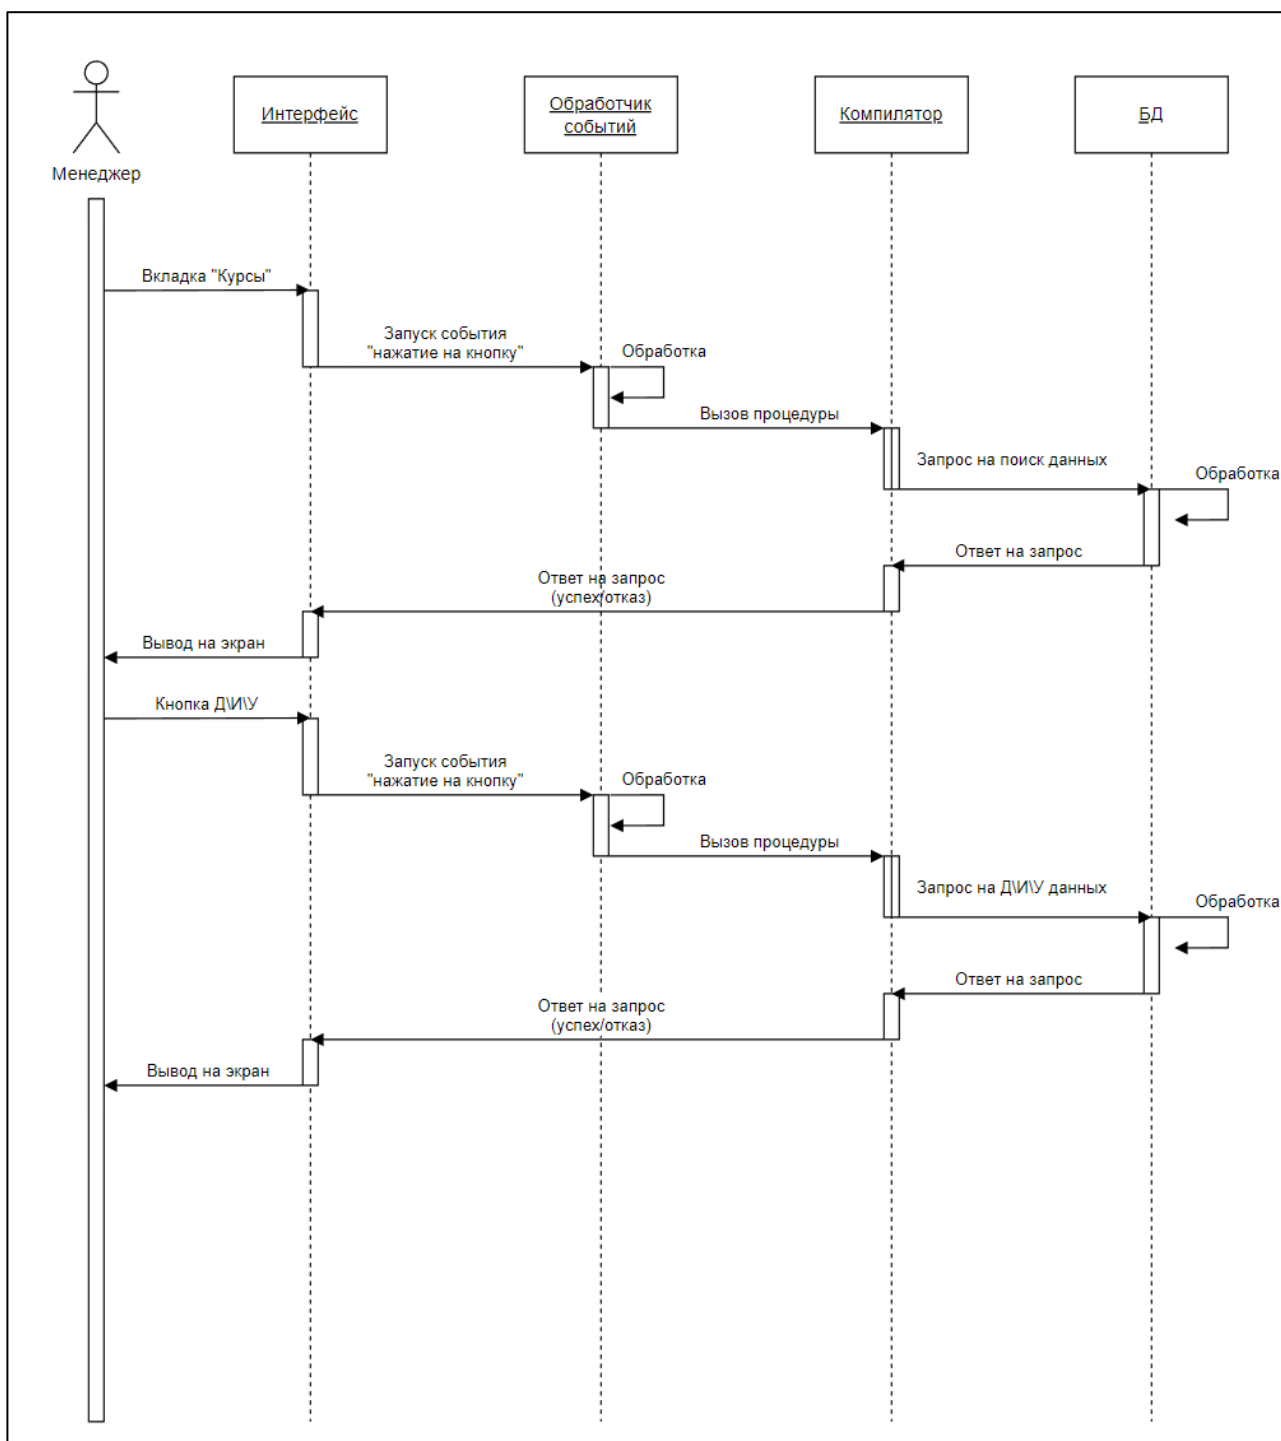 Менеджер
Интерфейс
Обработчик
событий
Компилятор
БД
Вкладка "Курсы"
Запуск события
"нажатие на кнопку"
Обработка
Вызов процедуры
Запрос на поиск данных
Обработка
Ответ на запрос
Ответ на запрос
(успех/отказ)
Вывод на экран
Кнопка Д\И\У
Запуск события
"нажатие на кнопку"
Обработка
Вызов процедуры
Запрос на Д\И\У данных
Обработка
Ответ на запрос
Ответ на запрос
(успех/отказ)
Вывод на экран